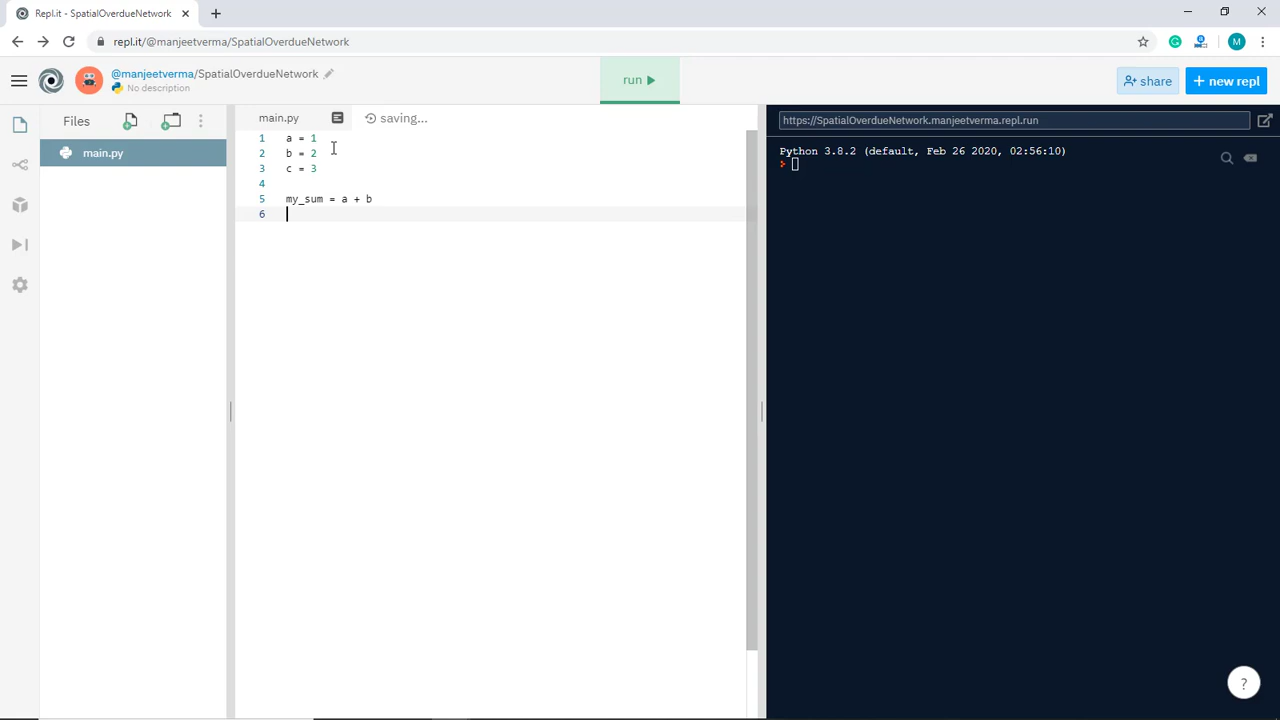 Repl.it - SpatialOverdueNetwork
repl.it/@manjeetverma/SpatialOverdueNetwork
M
@manjeetverma/SpatialOverdueNetwork
No description
run
share
+ new repl
Files
main.py
saving...
https://SpatialOverdueNetwork.manjeetverma.repl.run
main.py
1 a = 1
2 b = 2
3 c = 3
4
5 my_sum = a + b
6
Python 3.8.2 (default, Feb 26 2020, 02:56:10)
?